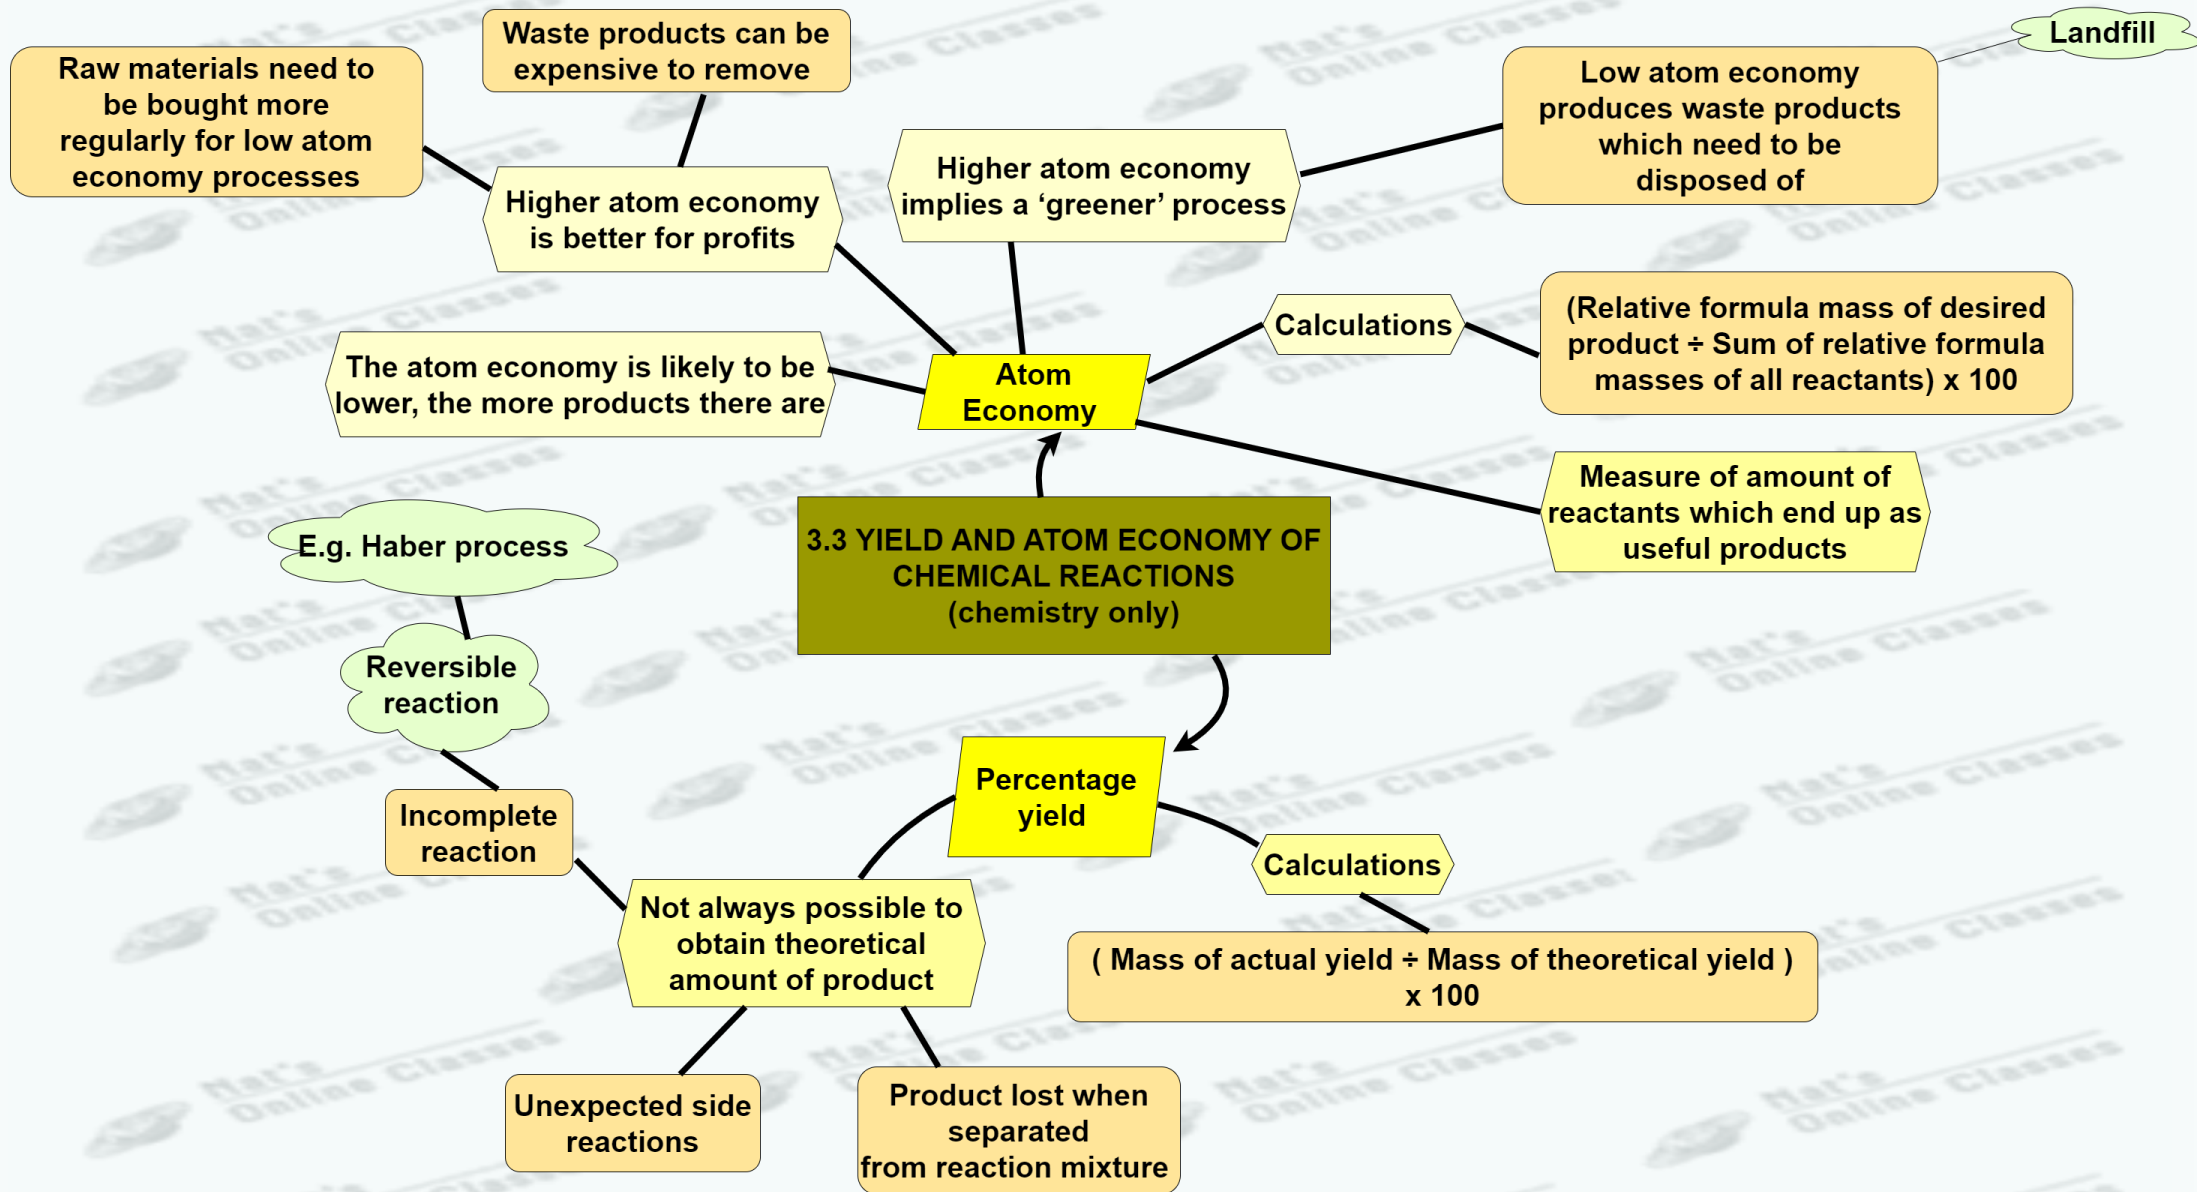 Landfill
Waste products can be
expensive to remove
Raw materials need to
be bought more
regularly for low atom
economy processes
Low atom economy
produces waste products
which need to be
disposed of
Higher atom economy
implies a ‘greener’ process
Higher atom economy
is better for profits
Calculations
(Relative formula mass of desired
product ÷ Sum of relative formula
masses of all reactants) x 100
The atom economy is likely to be
lower, the more products there are
Atom
Economy
Measure of amount of
reactants which end up as
useful products
3.3 YIELD AND ATOM ECONOMY OF
CHEMICAL REACTIONS
(chemistry only)
E.g. Haber process
Reversible
reaction
Incomplete
reaction
Percentage
yield
Calculations
Not always possible to
obtain theoretical
amount of product
( Mass of actual yield ÷ Mass of theoretical yield )
x 100
Unexpected side
reactions
Product lost when
separated
from reaction mixture
Nat's
Online Classes